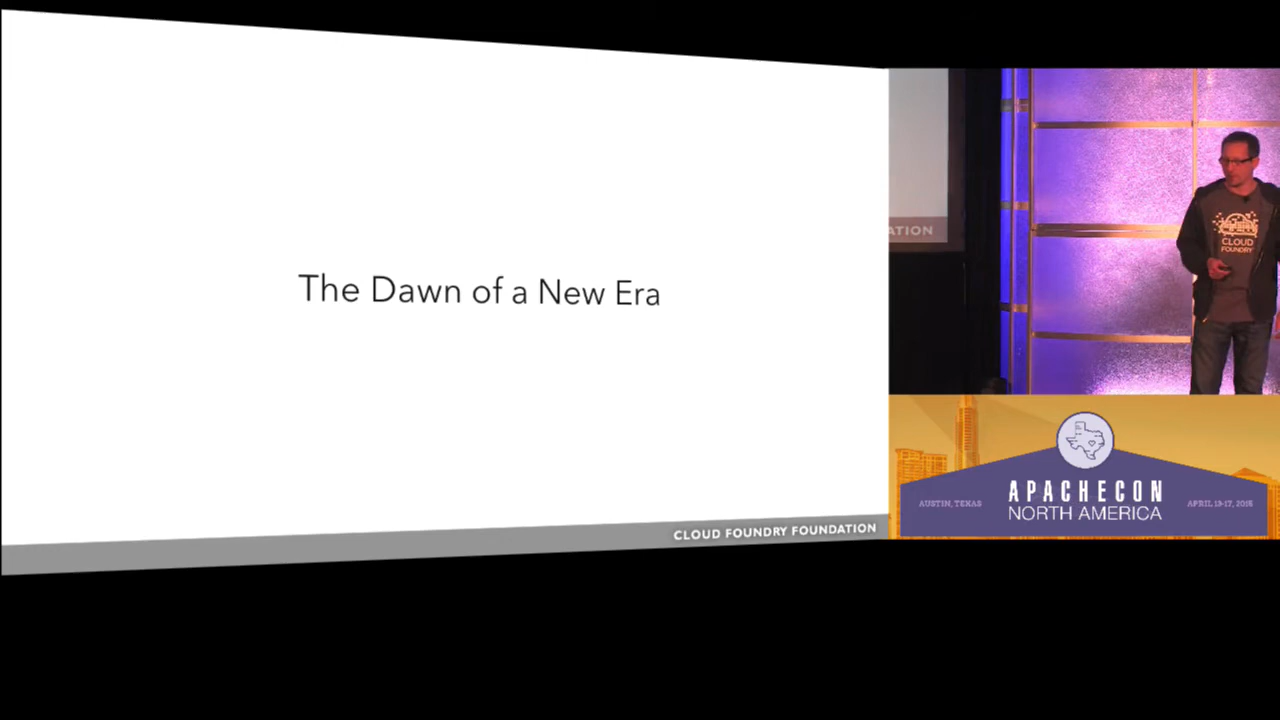 The Dawn of a New Era
CLOUD FOUNDRY FOUNDATION
ATION
CLOUD
FOUNDRY
APACHECON
NORTH AMERICA
AUSTIN, TEXAS
APRIL 13-17, 2015